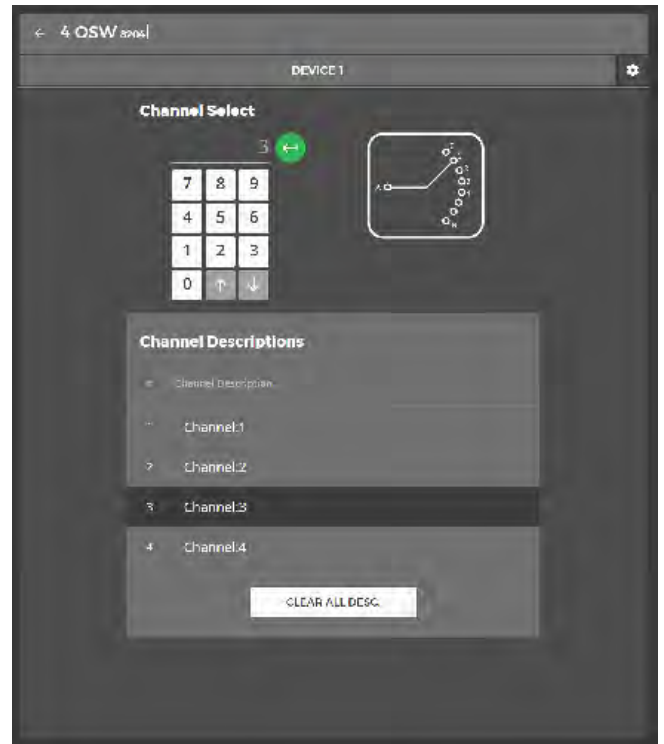 4 OSW 8204
DEVICE 1
Channel Select
3
7 8 9
4 5 6
1 2 3
0
A
Channel Descriptions
Channel Description
Channel:1
2 Channel:2
3 Channel:3
4 Channel:4
CLEAR ALL DESC.